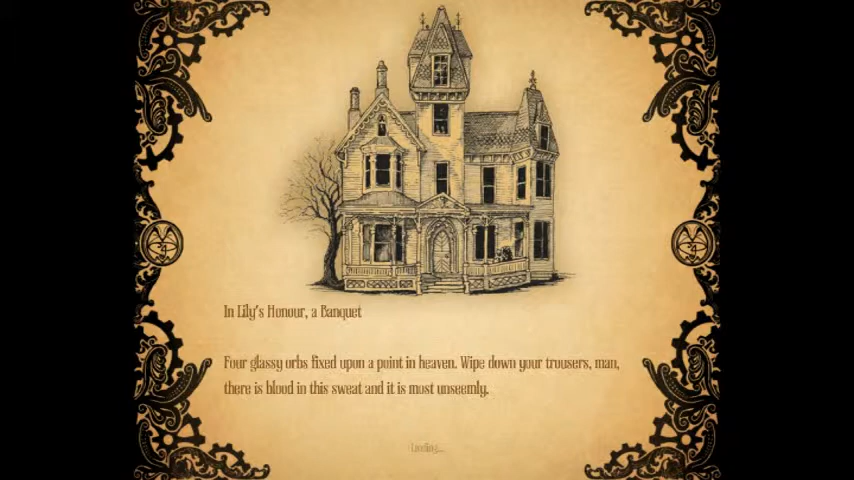 In Lily's Honour, a Banquet
Four glassy orbs fixed upon a point in heaven. Wipe down your trousers, man,
there is blood in this sweat and it is most unseemly.
Loading...